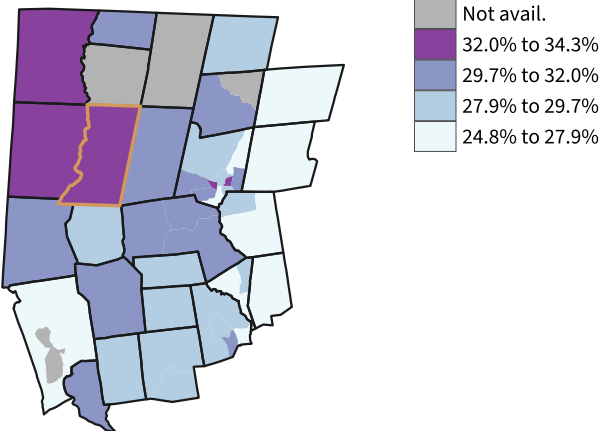 Not avail.
32.0% to 34.3%
29.7% to 32.0%
27.9% to 29.7%
24.8% to 27.9%